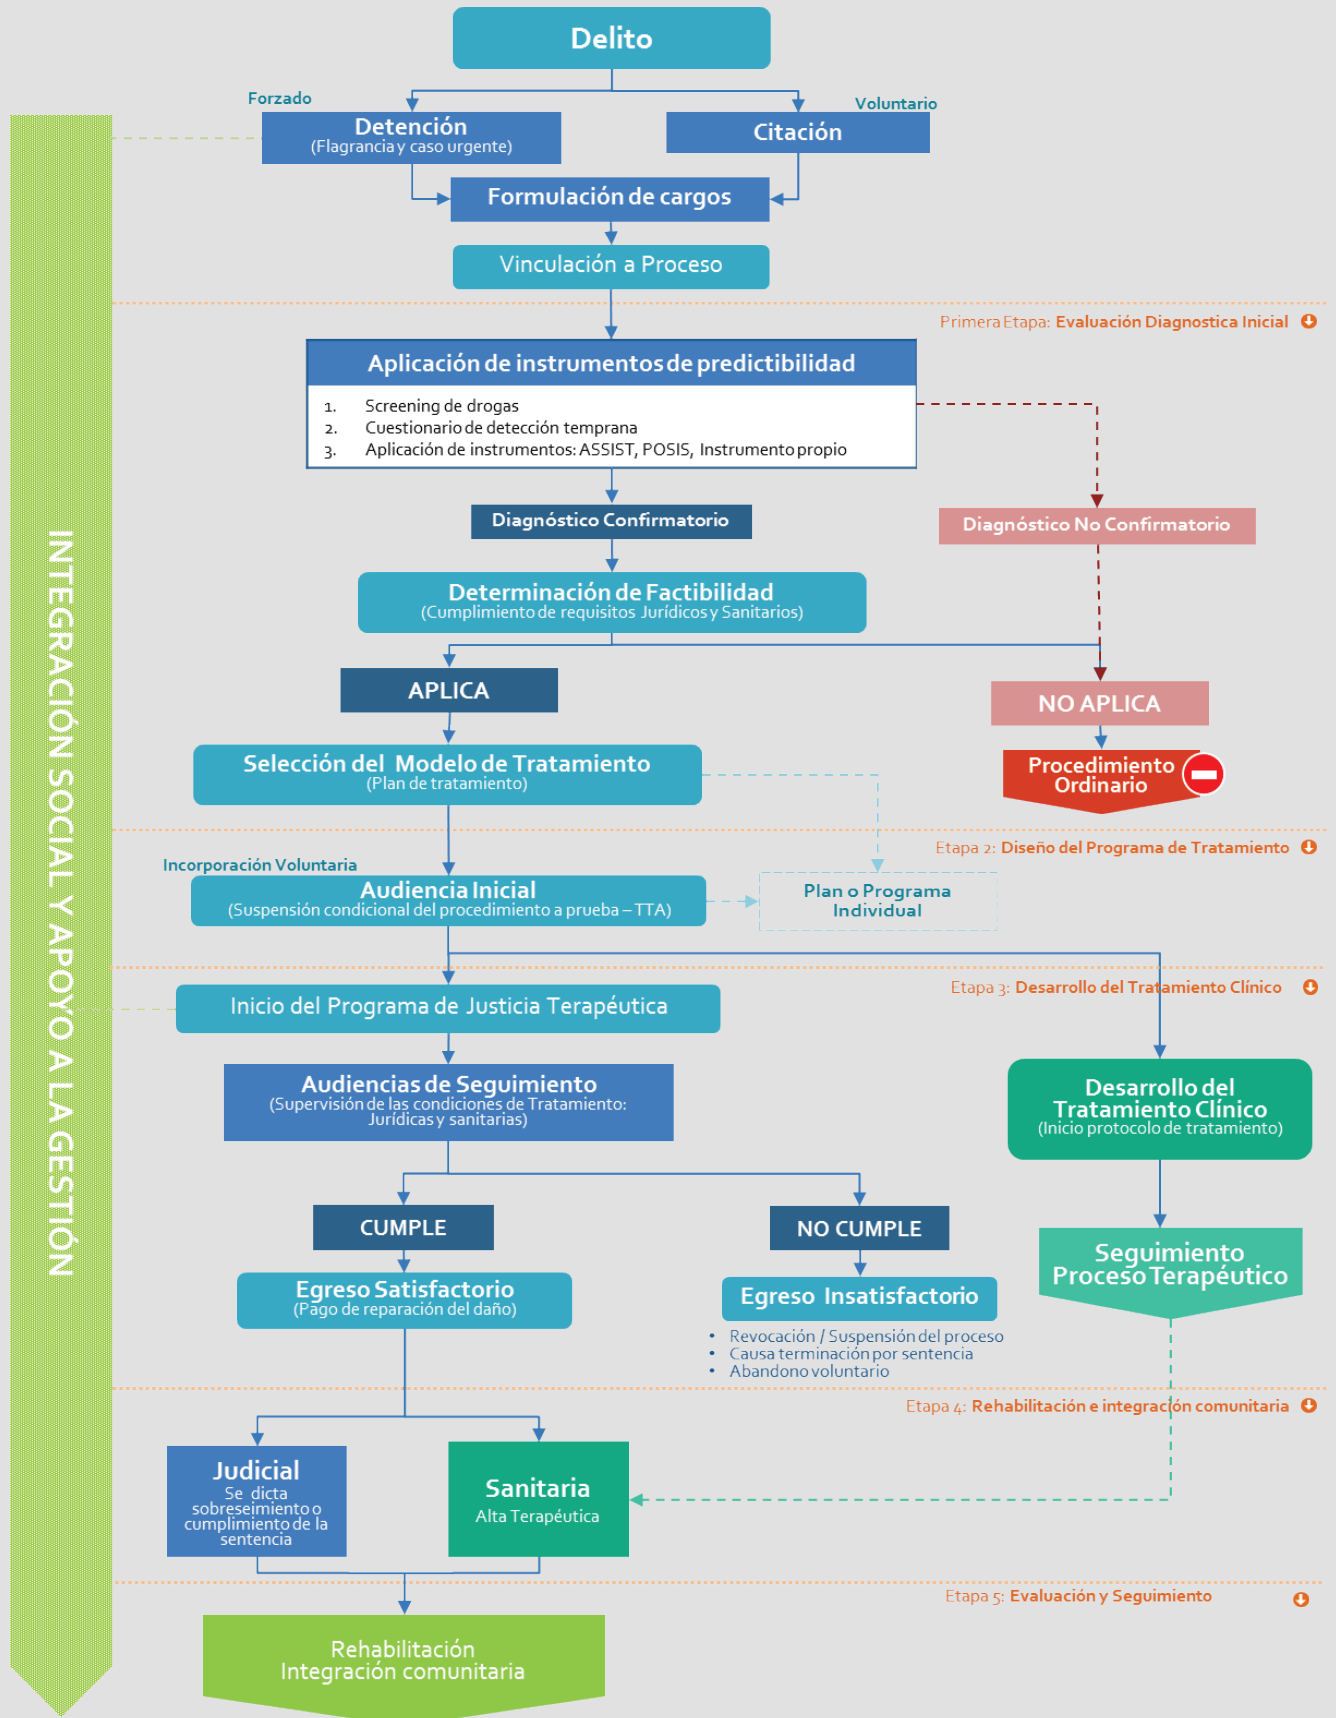 Delito
Forzado
Voluntario
Detención
(Flagrancia y caso urgente)
Citación
Formulación de cargos
Vinculación a Proceso
Primera Etapa: Evaluación Diagnostica Inicial
Aplicación de instrumentos de predictibilidad
1. Screening de drogas
2. Cuestionario de detección temprana
3. Aplicación de instrumentos: ASSIST, POSIS, Instrumento propio
Diagnóstico Confirmatorio
Diagnóstico No Confirmatorio
Determinación de Factibilidad
(Cumplimiento de requisitos Jurídicos y Sanitarios)
APLICA
NO APLICA
Selección del Modelo de Tratamiento
(Plan de tratamiento)
Procedimiento
Ordinario
Etapa 2: Diseño del Programa de Tratamiento
Incorporación Voluntaria
Audiencia Inicial
(Suspensión condicional del procedimiento a prueba – TTA)
Plan o Programa
Individual
Etapa 3: Desarrollo del Tratamiento Clínico
Inicio del Programa de Justicia Terapéutica
Audiencias de Seguimiento
(Supervisión de las condiciones de Tratamiento:
Jurídicas y sanitarias)
Desarrollo del
Tratamiento Clínico
(Inicio protocolo de tratamiento)
CUMPLE
NO CUMPLE
Seguimiento
Proceso Terapéutico
Egreso Satisfactorio
(Pago de reparación del daño)
Egreso Insatisfactorio
• Revocación / Suspensión del proceso
• Causa terminación por sentencia
• Abandono voluntario
Etapa 4: Rehabilitación e integración comunitaria
Judicial
Se dicta
sobreseimiento o
cumplimiento de la
sentencia
Sanitaria
Alta Terapéutica
Etapa 5: Evaluación y Seguimiento
Rehabilitación
Integración comunitaria
INTEGRACIÓN SOCIAL Y APOYO A LA GESTIÓN